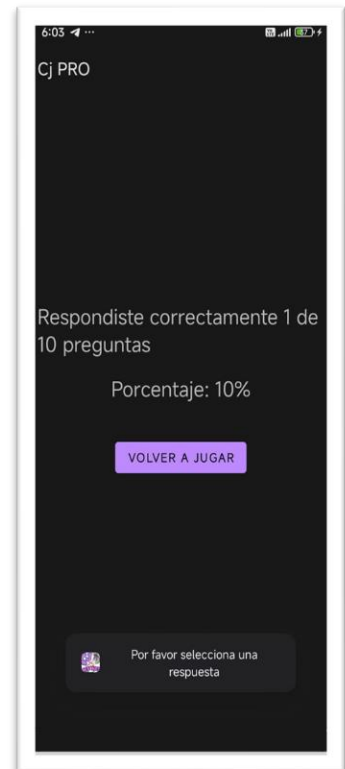 6:03
Cj PRO
Respondiste correctamente 1 de
10 preguntas
Porcentaje: 10%
VOLVER A JUGAR
Por favor selecciona una
respuesta